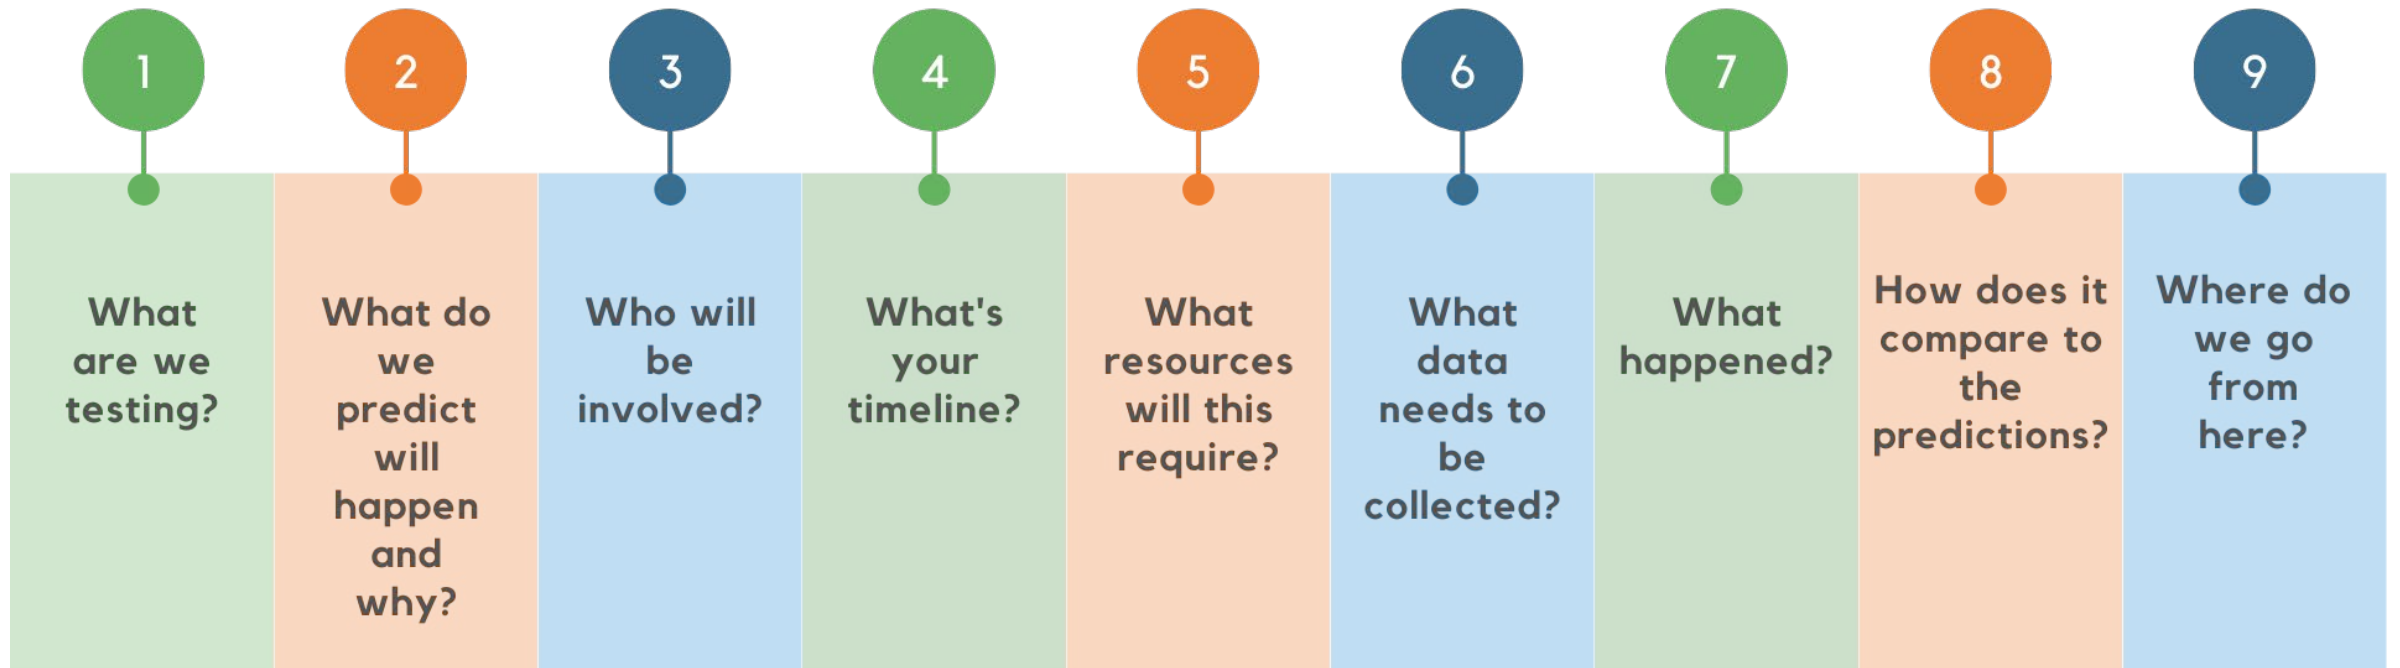 1
What
are we
testing?
2
What do
we
predict
will
happen
and
why?
3
Who will
be
involved?
4
What's
your
timeline?
5
What
resources
will this
require?
6
What
data
needs to
be
collected?
7
What
happened?
8
How does it
compare to
the
predictions?
9
Where do
we go
from
here?